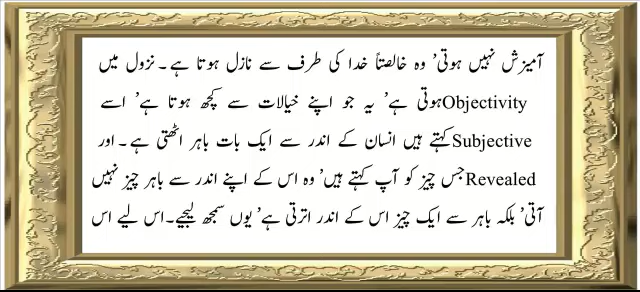 آمیزش نہیں ہوتی’ وہ خالصتاً خدا کی طرف سے نازل ہوتا ہے۔ نزول میں
Objectivityہوتی ہے’ یہ جو اپنے خیالات سے کچھ ہوتا ہے’ اسے
Subjectiveکہتے ہیں انسان کے اندر سے ایک بات باہر اٹھتی ہے۔ اور
Revealedجس چیز کو آپ کہتے ہیں’ وہ اس کے اپنے اندر سے باہر چیز نہیں
آتی’ بلکہ باہر سے ایک چیز اس کے اندر اترتی ہے’ یوں سمجھ لیجیے۔ اس لیے اس